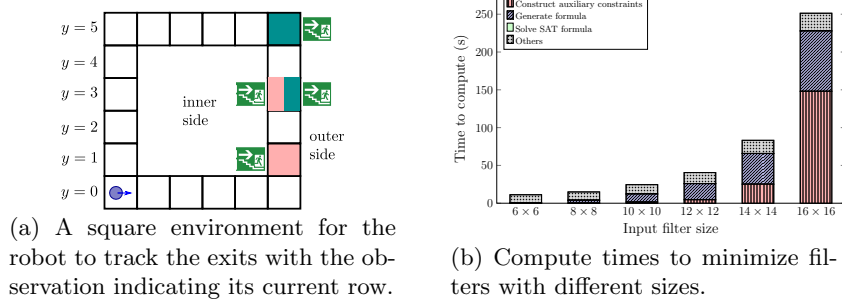 y = 5
y = 4
y = 3
y = 2
y = 1
y = 0
inner
side
outer
side
(a) A square environment for the
robot to track the exits with the ob-
servation indicating its current row.
Construct auxiliary constraints
Generate formula
Solve SAT formula
Others
Time to compute (s)
250
200
150
100
50
0
6 × 6
8 × 8
10 × 10
12 × 12
14 × 14
16 × 16
Input filter size
(b) Compute times to minimize fil-
ters with different sizes.